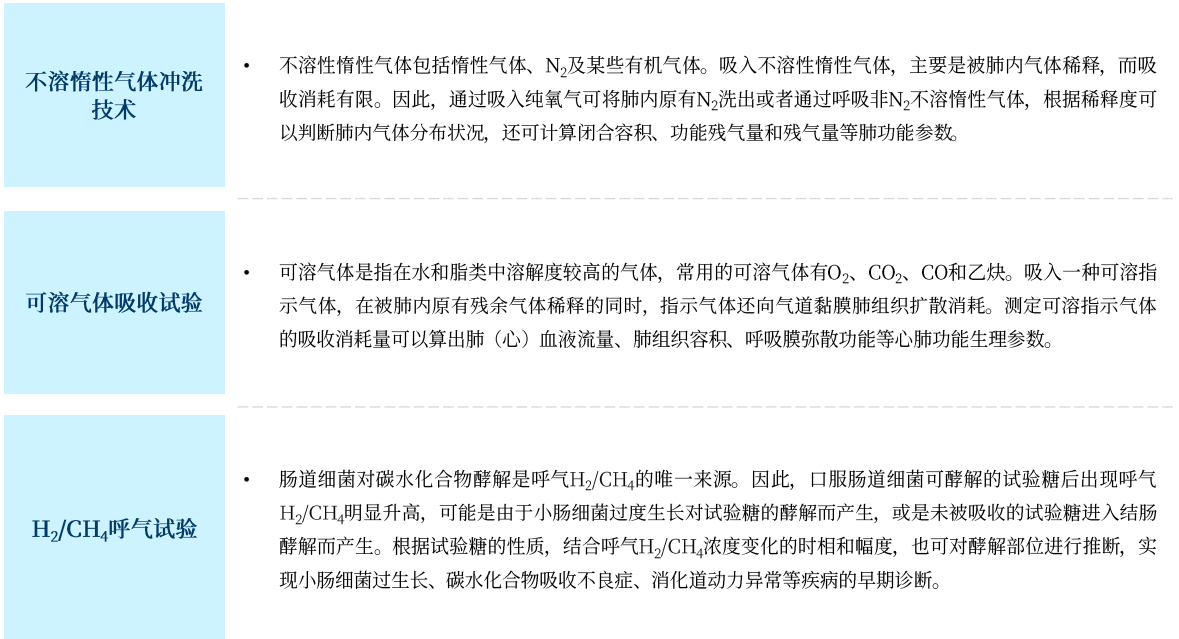 不溶惰性气体冲洗
技术
• 不溶性惰性气体包括惰性气体、N₂及某些有机气体。吸入不溶性惰性气体，主要是被肺内气体稀释，而吸
收消耗有限。因此，通过吸入纯氧气可将肺内原有N₂洗出或者通过呼吸非N₂不溶惰性气体，根据稀释度可
以判断肺内气体分布状况，还可计算闭合容积、功能残气量和残气量等肺功能参数。
可溶气体吸收试验
• 可溶气体是指在水和脂类中溶解度较高的气体，常用的可溶气体有O₂、CO₂、CO和乙炔。吸入一种可溶指
示气体，在被肺内原有残余气体稀释的同时，指示气体还向气道黏膜肺组织扩散消耗。测定可溶指示气体
的吸收消耗量可以算出肺（心）血液流量、肺组织容积、呼吸膜弥散功能等心肺功能生理参数。
H₂/CH₄呼气试验
• 肠道细菌对碳水化合物酵解是呼气H₂/CH₄的唯一来源。因此，口服肠道细菌可酵解的试验糖后出现呼气
H₂/CH₄明显升高，可能是由于小肠细菌过度生长对试验糖的酵解而产生，或是未被吸收的试验糖进入结肠
酵解而产生。根据试验糖的性质，结合呼气H₂/CH₄浓度变化的时相和幅度，也可对酵解部位进行推断，实
现小肠细菌过生长、碳水化合物吸收不良症、消化道动力异常等疾病的早期诊断。